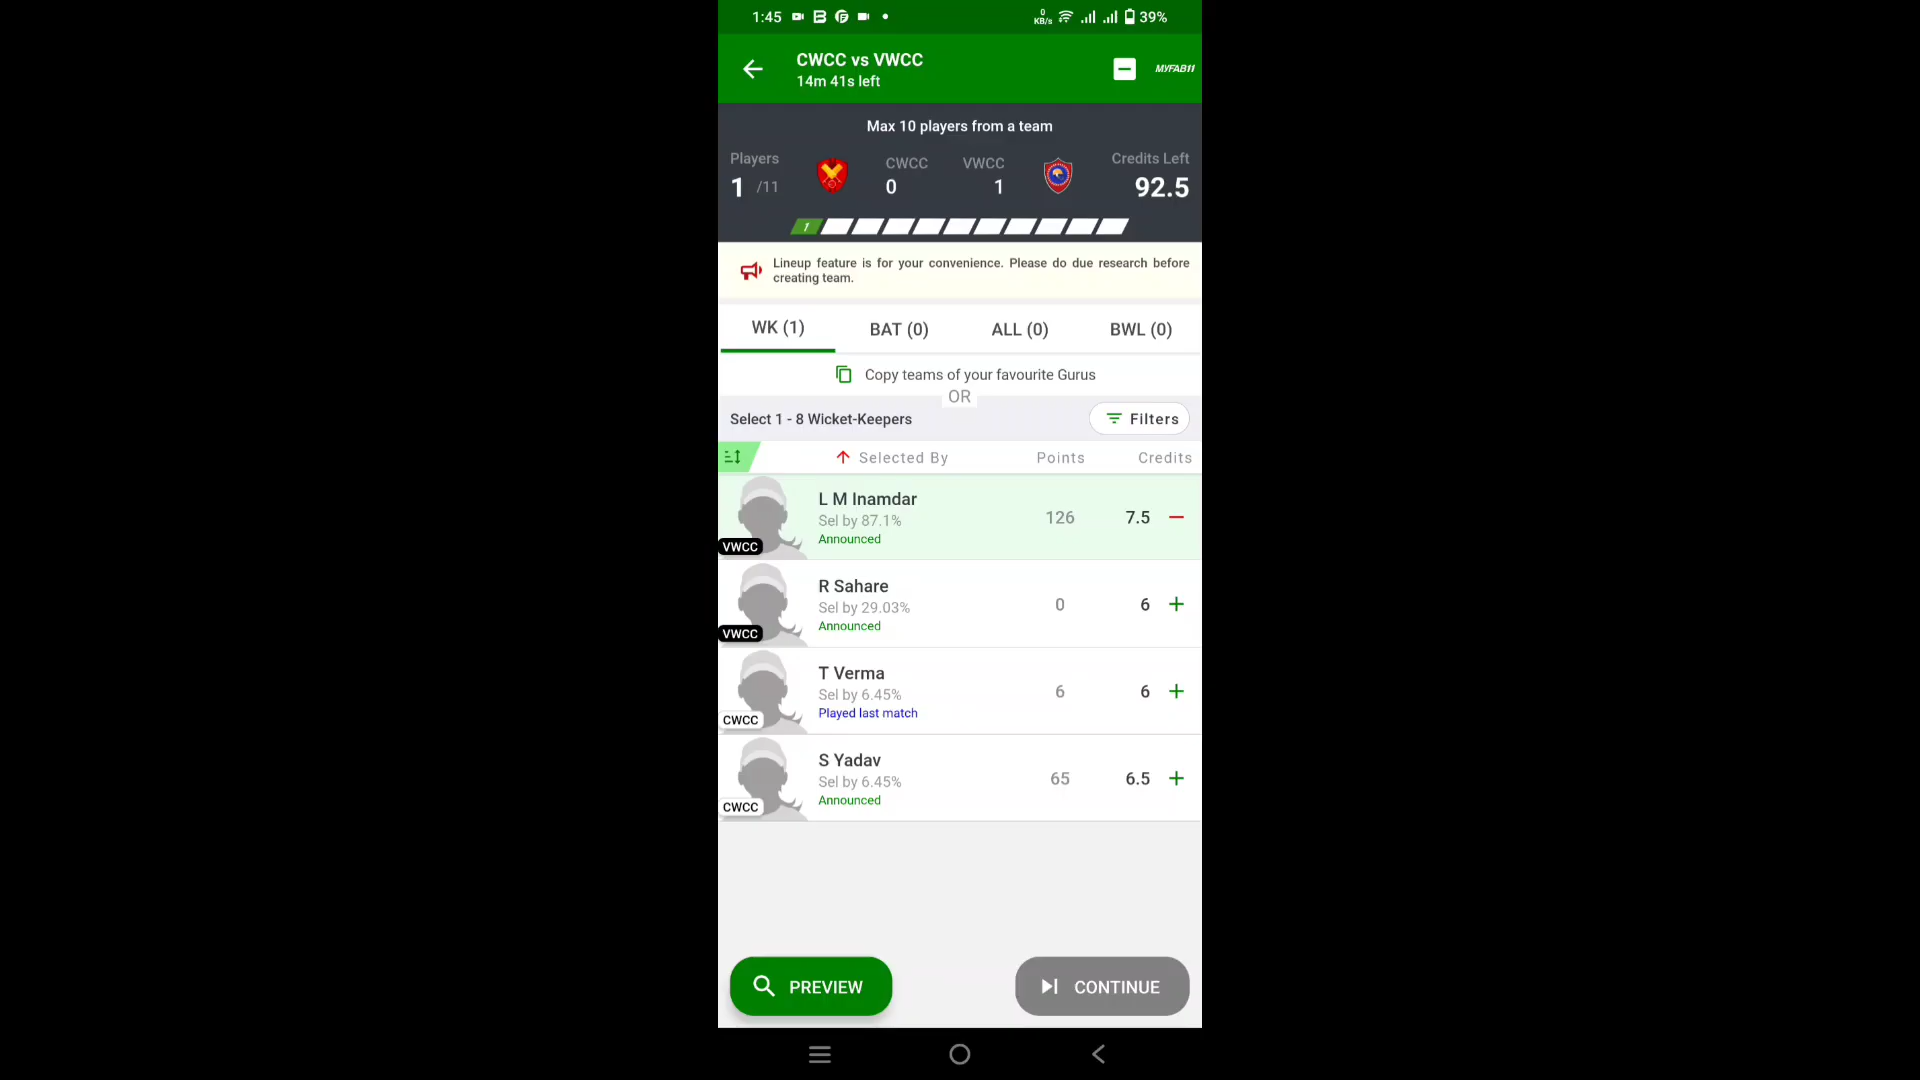 1:45
0 KB/s
39%
CWCC vs VWCC
14m 41s left
MYFAB11
Max 10 players from a team
Players
1 /11
CWCC
0
VWCC
1
Credits Left
92.5
1
Lineup feature is for your convenience. Please do due research before
creating team.
WK (1)
BAT (0)
ALL (0)
BWL (0)
Copy teams of your favourite Gurus
OR
Select 1 - 8 Wicket-Keepers
Filters
Selected By
Points
Credits
L M Inamdar
Sel by 87.1%
Announced
VWCC
126
7.5
R Sahare
Sel by 29.03%
Announced
VWCC
0
6
T Verma
Sel by 6.45%
Played last match
CWCC
6
6
S Yadav
Sel by 6.45%
Announced
CWCC
65
6.5
PREVIEW
CONTINUE